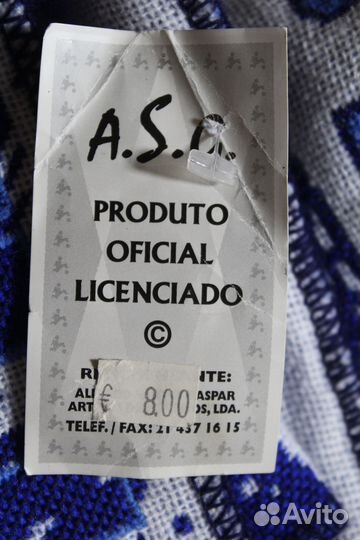 A.S.C.
PRODUTO
OFICIAL
LICENCIADO
©
€ 8.00
LDA.
TELEF./FAX: 21 437 16 15
Avito